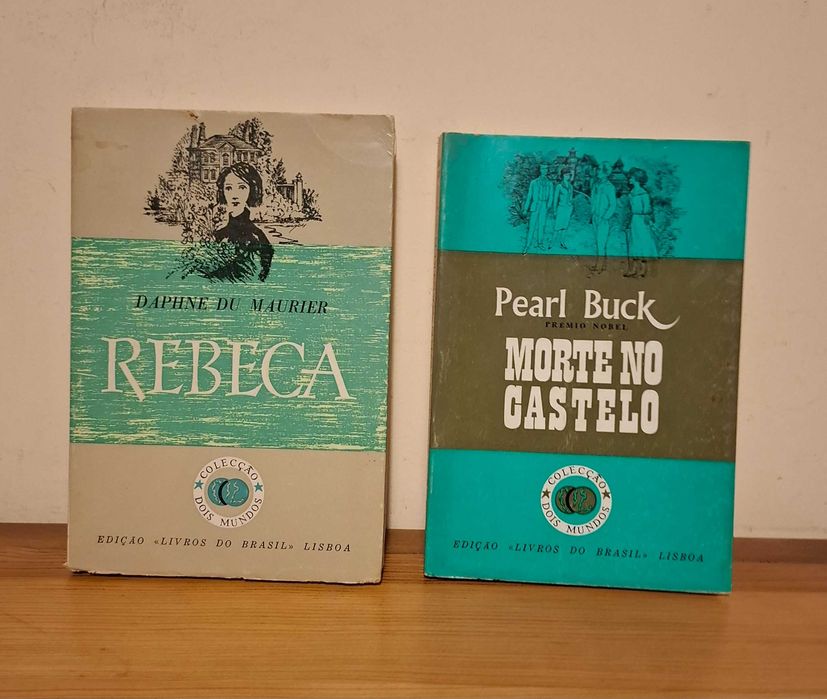 DAPHNE DU MAURIER
REBECA
COLECÇÃO
DOIS MUNDOS
EDIÇÃO «LIVROS DO BRASIL» LISBOA
Pearl Buck
PREMIO NOBEL
MORTE NO
CASTELO
COLECÇÃO
DOIS MUNDOS
EDIÇÃO «LIVROS DO BRASIL» LISBOA